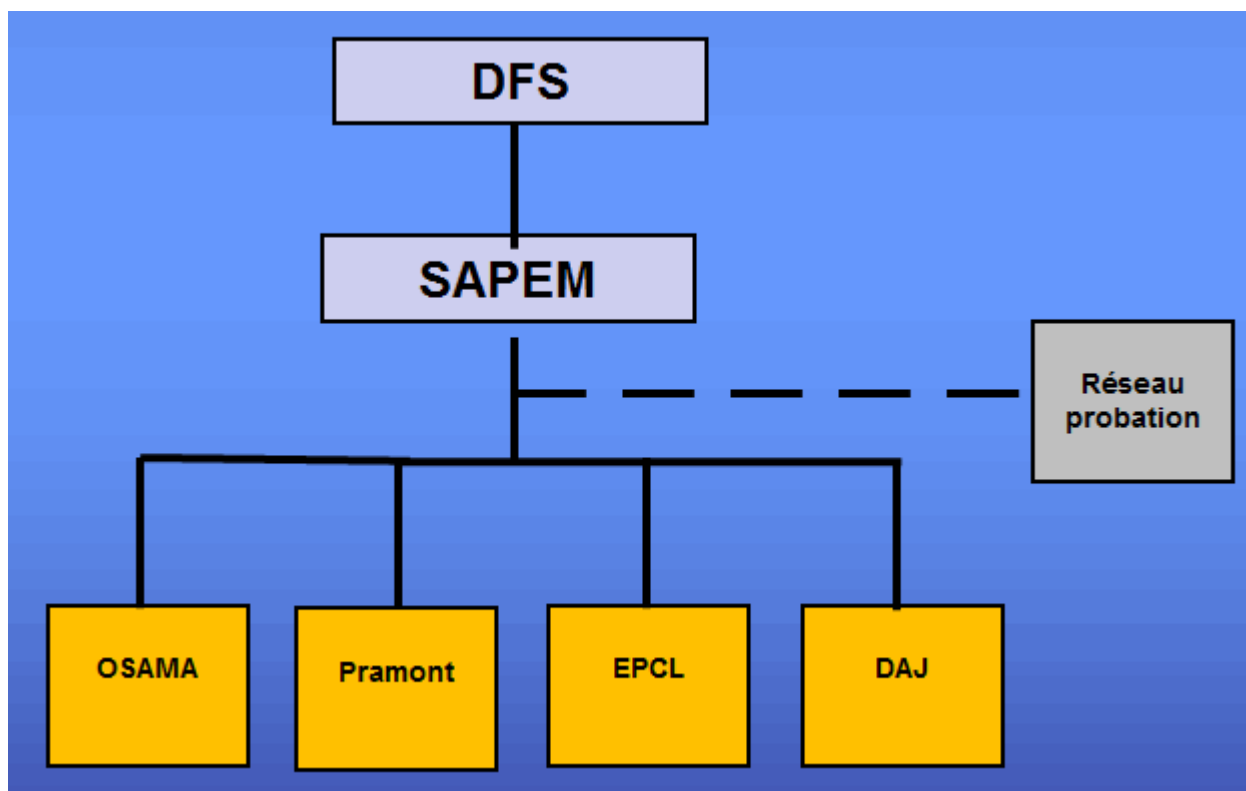 DFS
SAPEM
Réseau
probation
OSAMA
Pramont
EPCL
DAJ